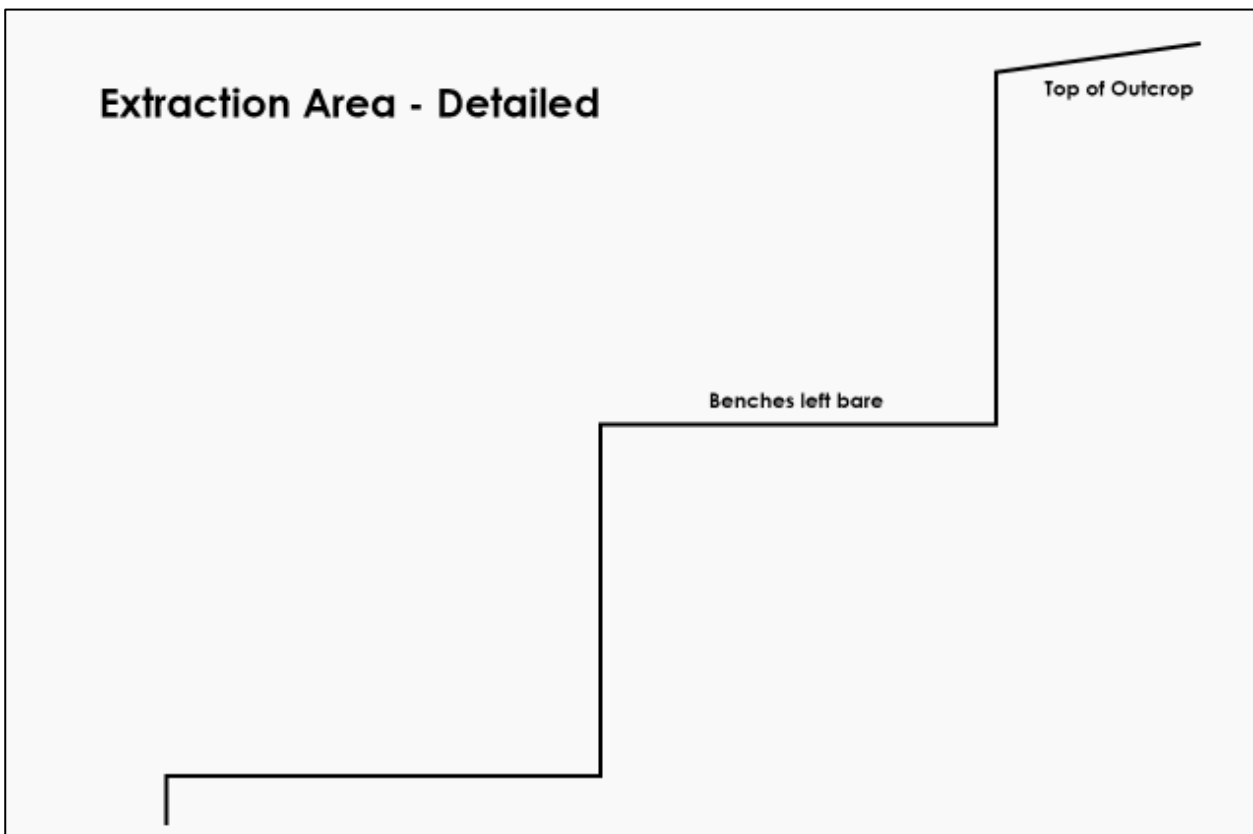 Extraction Area - Detailed
Top of Outcrop
Benches left bare